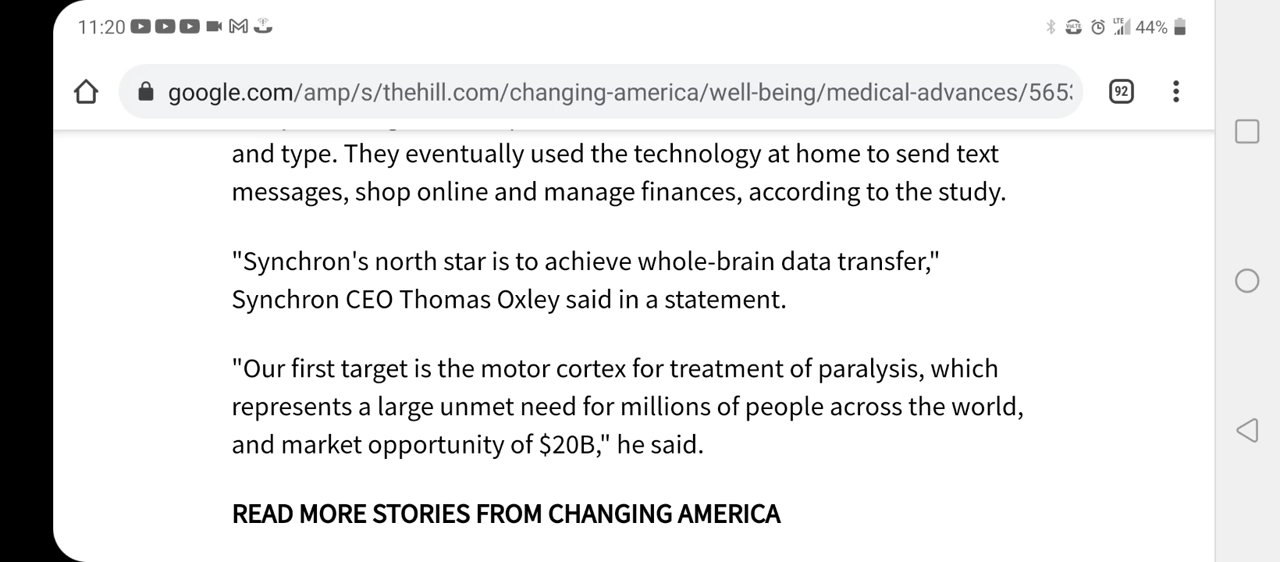 11:20
VoLTE
LTE
44%
google.com/amp/s/thehill.com/changing-america/well-being/medical-advances/565
92
and type. They eventually used the technology at home to send text
messages, shop online and manage finances, according to the study.
"Synchron's north star is to achieve whole-brain data transfer,"
Synchron CEO Thomas Oxley said in a statement.
"Our first target is the motor cortex for treatment of paralysis, which
represents a large unmet need for millions of people across the world,
and market opportunity of $20B," he said.
READ MORE STORIES FROM CHANGING AMERICA